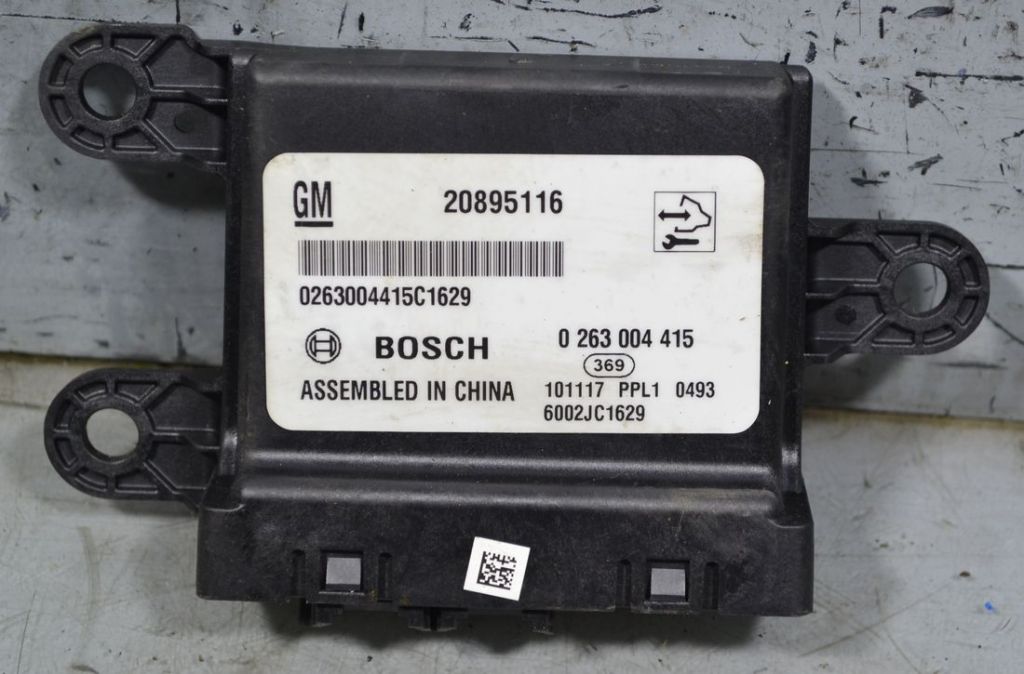 GM 20895116
0263004415C1629
BOSCH 0 263 004 415
369
ASSEMBLED IN CHINA 101117 PPL1 0493
6002JC1629